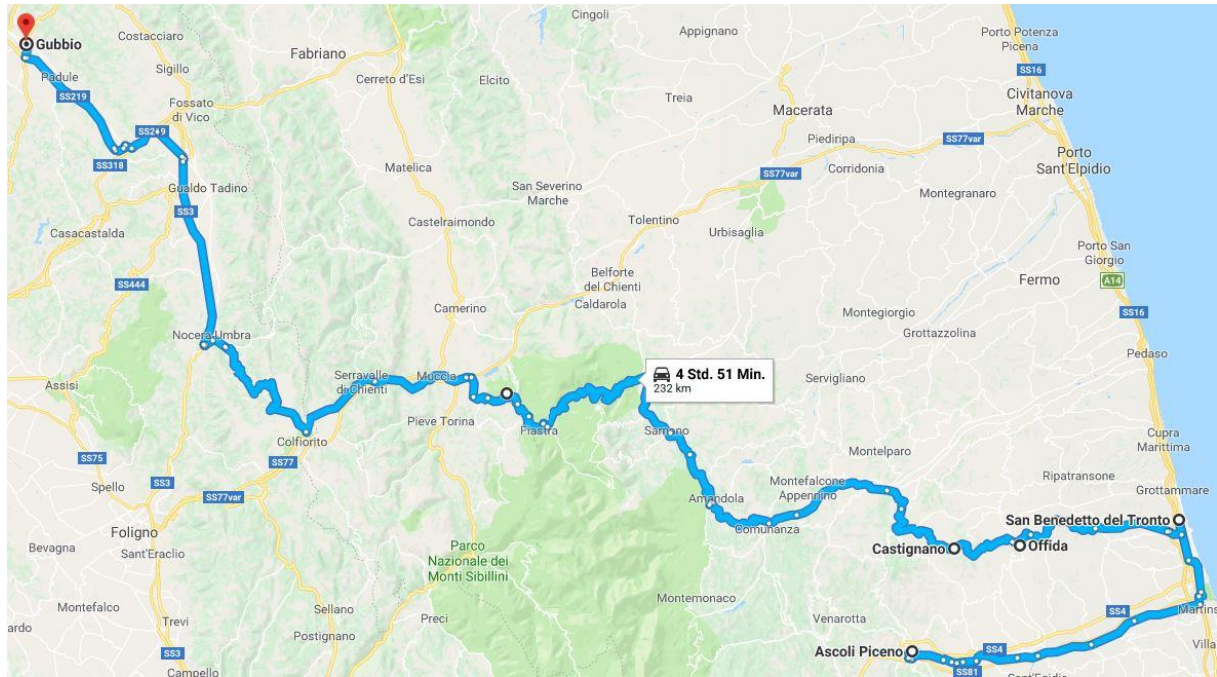 Cingoli
Costacciaro
Appignano
Porto Potenza
Picena
Gubbio
Fabriano
SS16
Sigillo
Padule
Cerreto d'Esi
Elcito
Treia
Civitanova
Marche
SS219
Fossato
di Vico
Macerata
SS219
Piediripa
SS77var
Porto
Sant'Elpidio
SS318
Matelica
Corridonia
SS77var
Gualdo Tadino
San Severino
Marche
Montegranaro
SS3
Castelraimondo
Tolentino
Casacastalda
Urbisaglia
Porto San
Giorgio
Belforte
del Chienti
Fermo
A14
SS444
Caldarola
Camerino
Montegiorgio
SS16
Grottazzolina
Nocera Umbra
Pedaso
Serravalle
di Chienti
Muccia
4 Std. 51 Min.
232 km
Servigliano
Assisi
Pieve Torina
Piastra
Sarnano
Colfiorito
Cupra
Marittima
SS75
SS77
Montelparo
Spello
SS3
SS77var
Montefalcone
Appennino
Ripatransone
Amandola
Grottammare
Foligno
Comunanza
San Benedetto del Tronto
Bevagna
Sant'Eraclio
Castignano
Offida
Parco
Nazionale dei
Monti Sibillini
Montemonaco
Montefalco
Sellano
Preci
SS4
Martins
ardo
Trevi
Venarotta
Postignano
Villa
SS3
Ascoli Piceno
SS4
SS81
Sant'Egidio
Campello